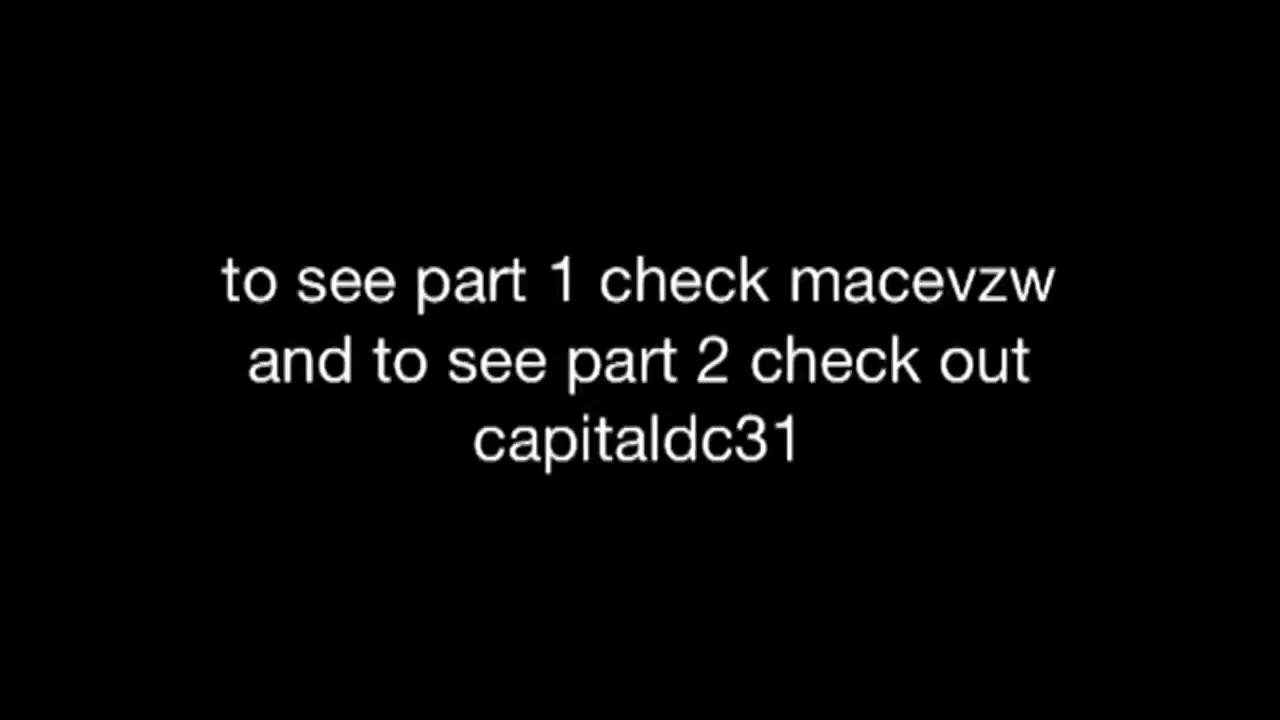 to see part 1 check macevzw
and to see part 2 check out
capitaldc31